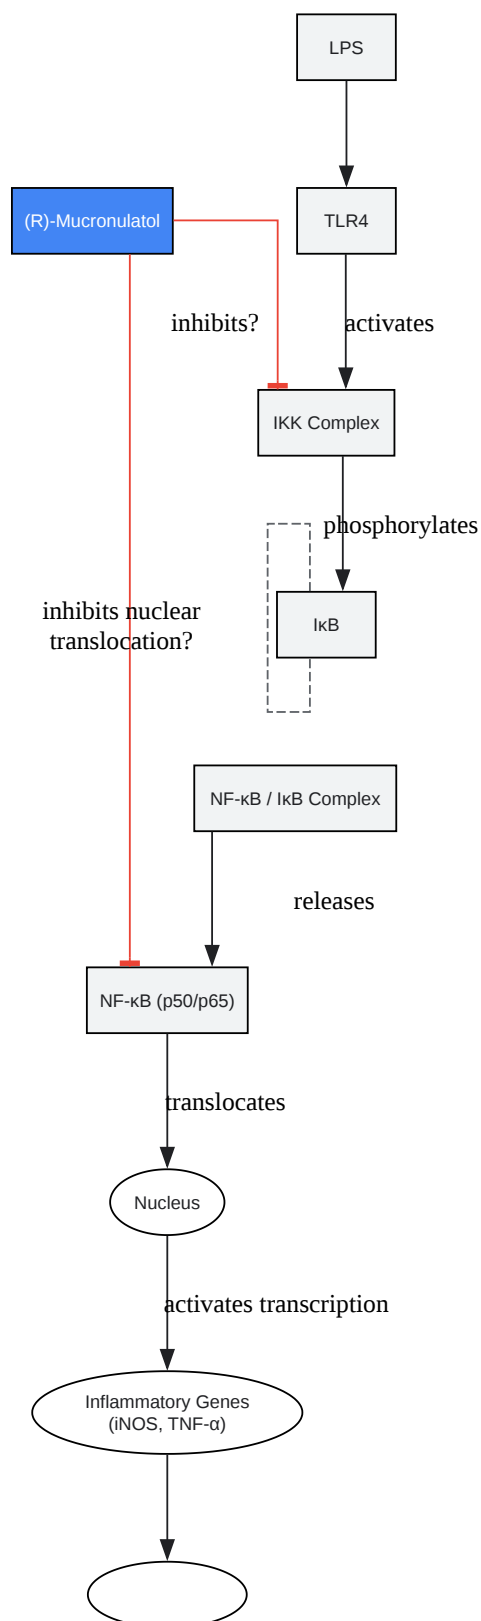 LPS
(R)-Mucronulatol
TLR4
inhibits?
activates
IKK Complex
phosphorylates
IκB
inhibits nuclear
translocation?
NF-κB / IκB Complex
releases
NF-κB (p50/p65)
translocates
Nucleus
activates transcription
Inflammatory Genes
(iNOS, TNF-α)